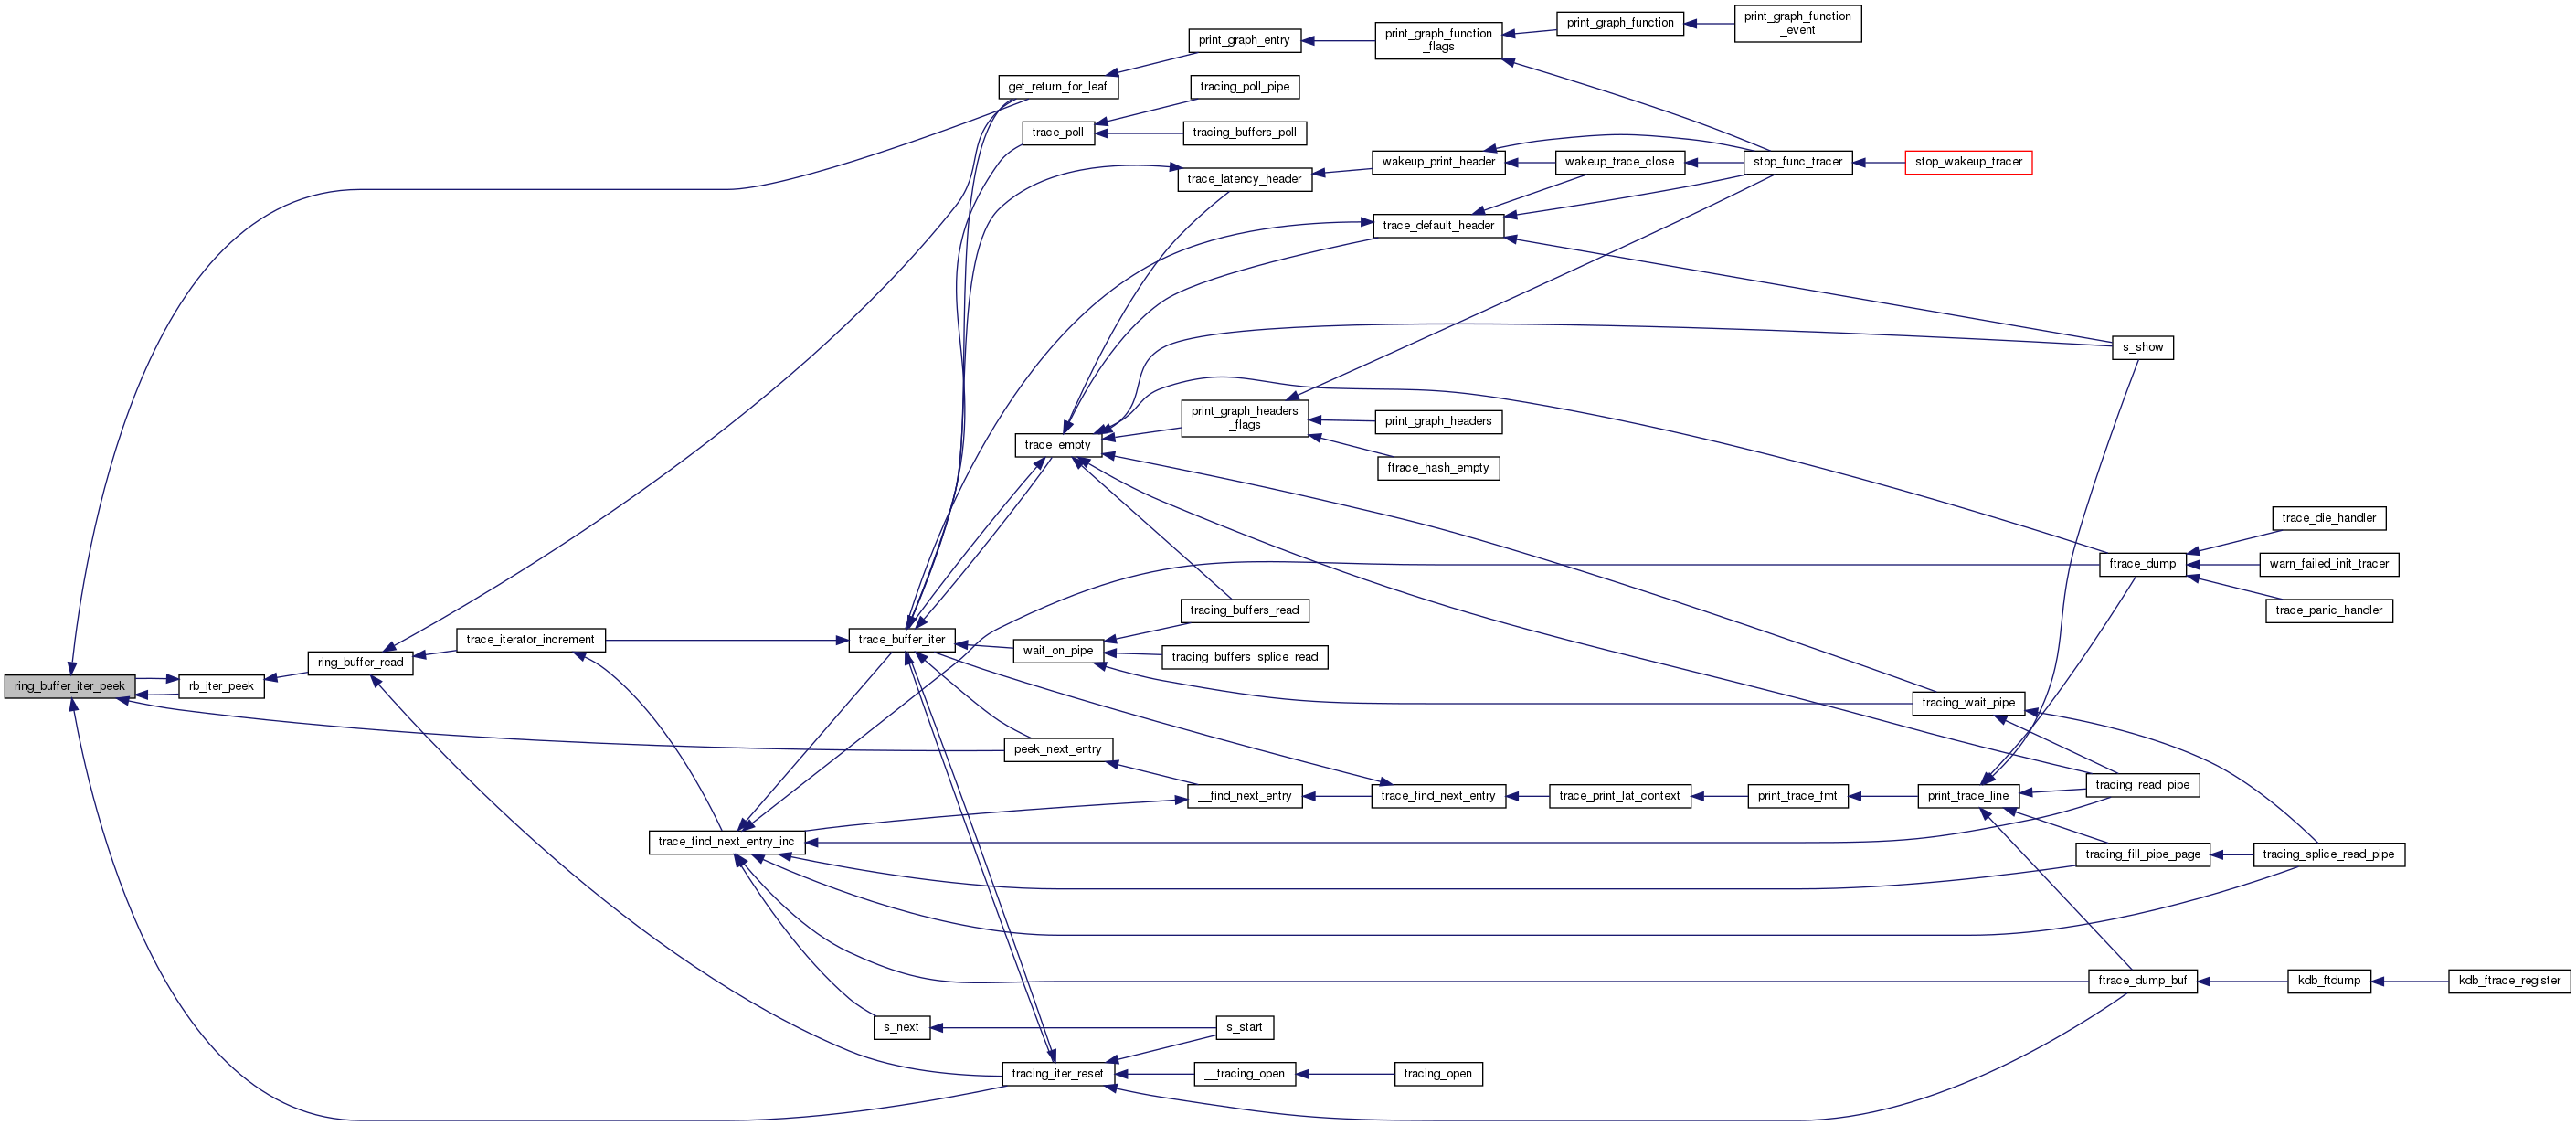 print_graph_function
_event
print_graph_function
print_graph_function
_flags
print_graph_entry
get_return_for_leaf
tracing_poll_pipe
trace_poll
tracing_buffers_poll
wakeup_print_header
wakeup_trace_close
stop_func_tracer
stop_wakeup_tracer
trace_latency_header
trace_default_header
s_show
print_graph_headers
_flags
print_graph_headers
trace_empty
ftrace_hash_empty
trace_die_handler
ftrace_dump
warn_failed_init_tracer
tracing_buffers_read
trace_panic_handler
trace_iterator_increment
trace_buffer_iter
wait_on_pipe
tracing_buffers_splice_read
ring_buffer_read
ring_buffer_iter_peek
rb_iter_peek
tracing_wait_pipe
peek_next_entry
tracing_read_pipe
__find_next_entry
trace_find_next_entry
trace_print_lat_context
print_trace_fmt
print_trace_line
trace_find_next_entry_inc
tracing_fill_pipe_page
tracing_splice_read_pipe
ftrace_dump_buf
kdb_ftdump
kdb_ftrace_register
s_next
s_start
tracing_iter_reset
__tracing_open
tracing_open